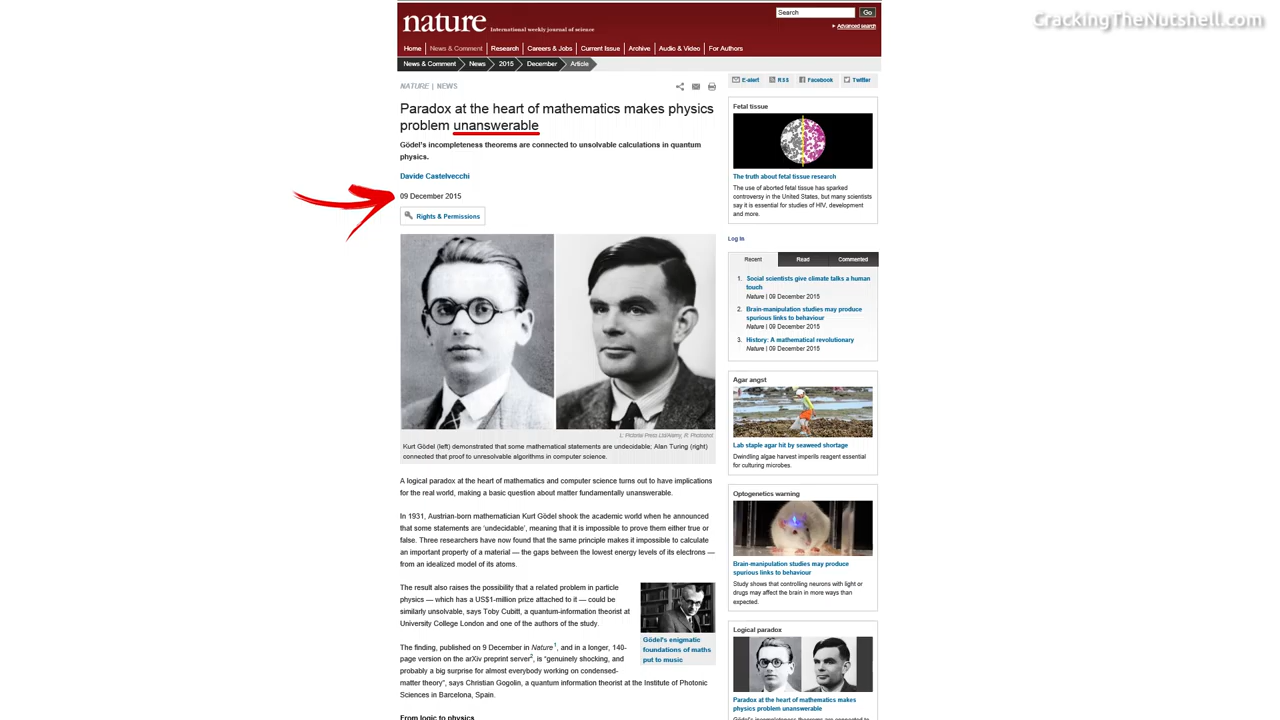 CrackingTheNutshell.com
nature International weekly journal of science
Search Go
Advanced search
Home News & Comment Research Careers & Jobs Current Issue Archive Audio & Video For Authors
News & Comment News 2015 December Article
NATURE | NEWS
Paradox at the heart of mathematics makes physics
problem unanswerable
Gödel's incompleteness theorems are connected to unsolvable calculations in quantum
physics.
Davide Castelvecchi
09 December 2015
Rights & Permissions
L: Pictorial Press Ltd/Alamy; R: Photoshot
Kurt Gödel (left) demonstrated that some mathematical statements are undecidable; Alan Turing (right)
connected that proof to unresolvable algorithms in computer science.
A logical paradox at the heart of mathematics and computer science turns out to have implications
for the real world, making a basic question about matter fundamentally unanswerable.
In 1931, Austrian-born mathematician Kurt Gödel shook the academic world when he announced
that some statements are 'undecidable', meaning that it is impossible to prove them either true or
false. Three researchers have now found that the same principle makes it impossible to calculate
an important property of a material — the gaps between the lowest energy levels of its electrons —
from an idealized model of its atoms.
The result also raises the possibility that a related problem in particle
physics — which has a US$1-million prize attached to it — could be
similarly unsolvable, says Toby Cubitt, a quantum-information theorist at
University College London and one of the authors of the study.
Gödel's enigmatic
foundations of maths
put to music
The finding, published on 9 December in Nature1, and in a longer, 140-
page version on the arXiv preprint server2, is "genuinely shocking, and
probably a big surprise for almost everybody working on condensed-
matter theory", says Christian Gogolin, a quantum information theorist at the Institute of Photonic
Sciences in Barcelona, Spain.
From logic to physics
E-alert RSS Facebook Twitter
Fetal tissue
The truth about fetal tissue research
The use of aborted fetal tissue has sparked
controversy in the United States, but many scientists
say it is essential for studies of HIV, development
and more.
Log in
Recent Read Commented
1. Social scientists give climate talks a human
touch
Nature | 09 December 2015
2. Brain-manipulation studies may produce
spurious links to behaviour
Nature | 09 December 2015
3. History: A mathematical revolutionary
Nature | 09 December 2015
Agar angst
Lab staple agar hit by seaweed shortage
Dwindling algae harvest imperils reagent essential
for culturing microbes.
Optogenetics warning
Brain-manipulation studies may produce
spurious links to behaviour
Study shows that controlling neurons with light or
drugs may affect the brain in more ways than
expected.
Logical paradox
Paradox at the heart of mathematics makes
physics problem unanswerable
Gödel's incompleteness theorems are connected to